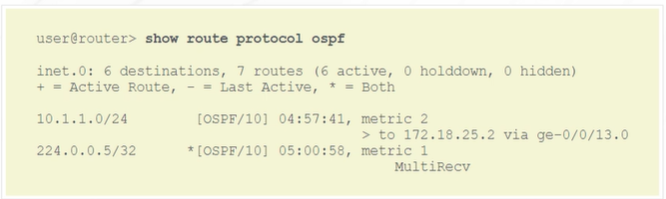 user@router> show route protocol ospf
inet.0: 6 destinations, 7 routes (6 active, 0 holddown, 0 hidden)
+ = Active Route, - = Last Active, * = Both
10.1.1.0/24 [OSPF/10] 04:57:41, metric 2
> to 172.18.25.2 via ge-0/0/13.0
224.0.0.5/32 *[OSPF/10] 05:00:58, metric 1
MultiRecv